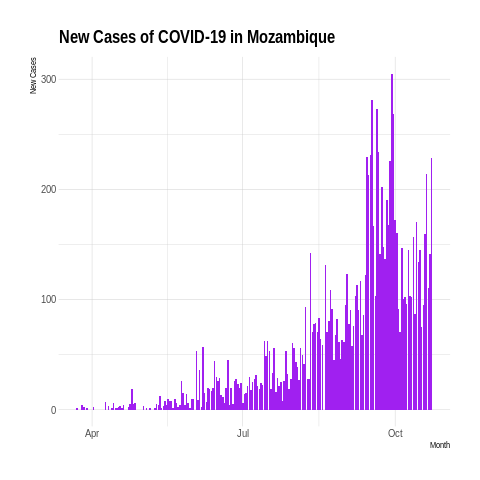 New Cases of COVID-19 in Mozambique
New Cases
300
200
100
0
Apr
Jul
Oct
Month